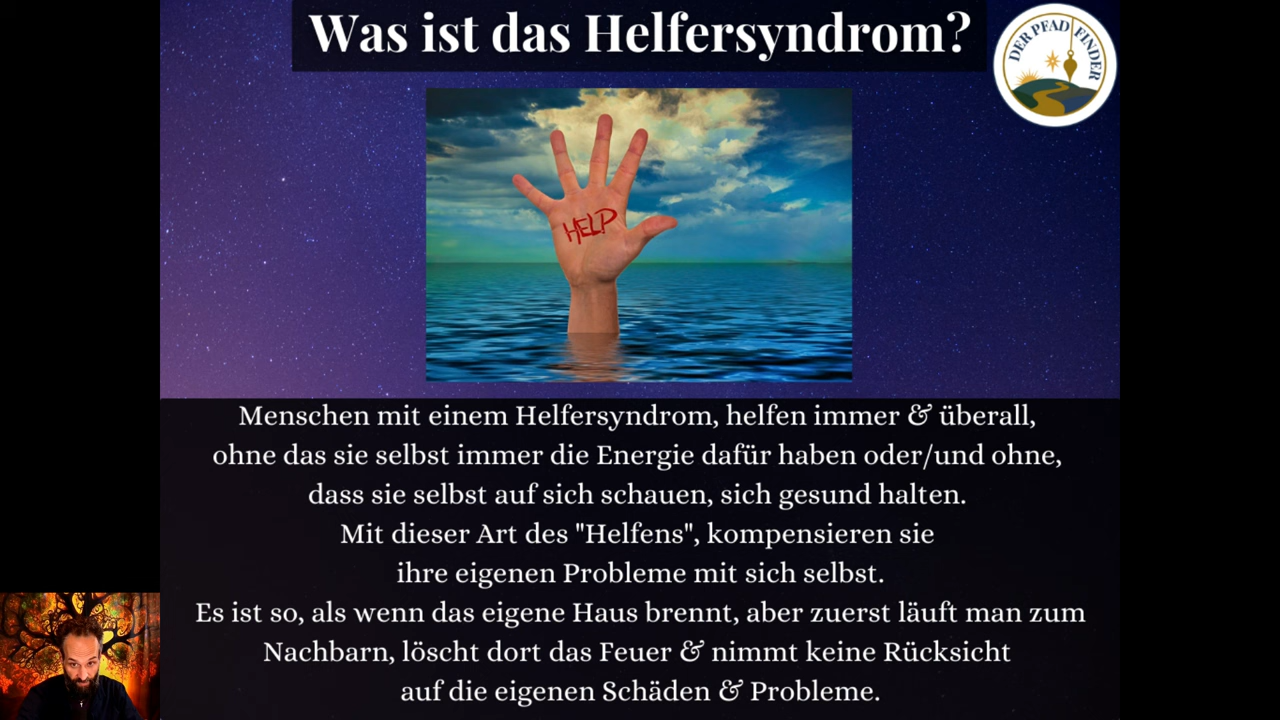 Was ist das Helfersyndrom?
DER PFAD FINDER
HELP
Menschen mit einem Helfersyndrom, helfen immer & überall,
ohne das sie selbst immer die Energie dafür haben oder/und ohne,
dass sie selbst auf sich schauen, sich gesund halten.
Mit dieser Art des "Helfens", kompensieren sie
ihre eigenen Probleme mit sich selbst.
Es ist so, als wenn das eigene Haus brennt, aber zuerst läuft man zum
Nachbarn, löscht dort das Feuer & nimmt keine Rücksicht
auf die eigenen Schäden & Probleme.